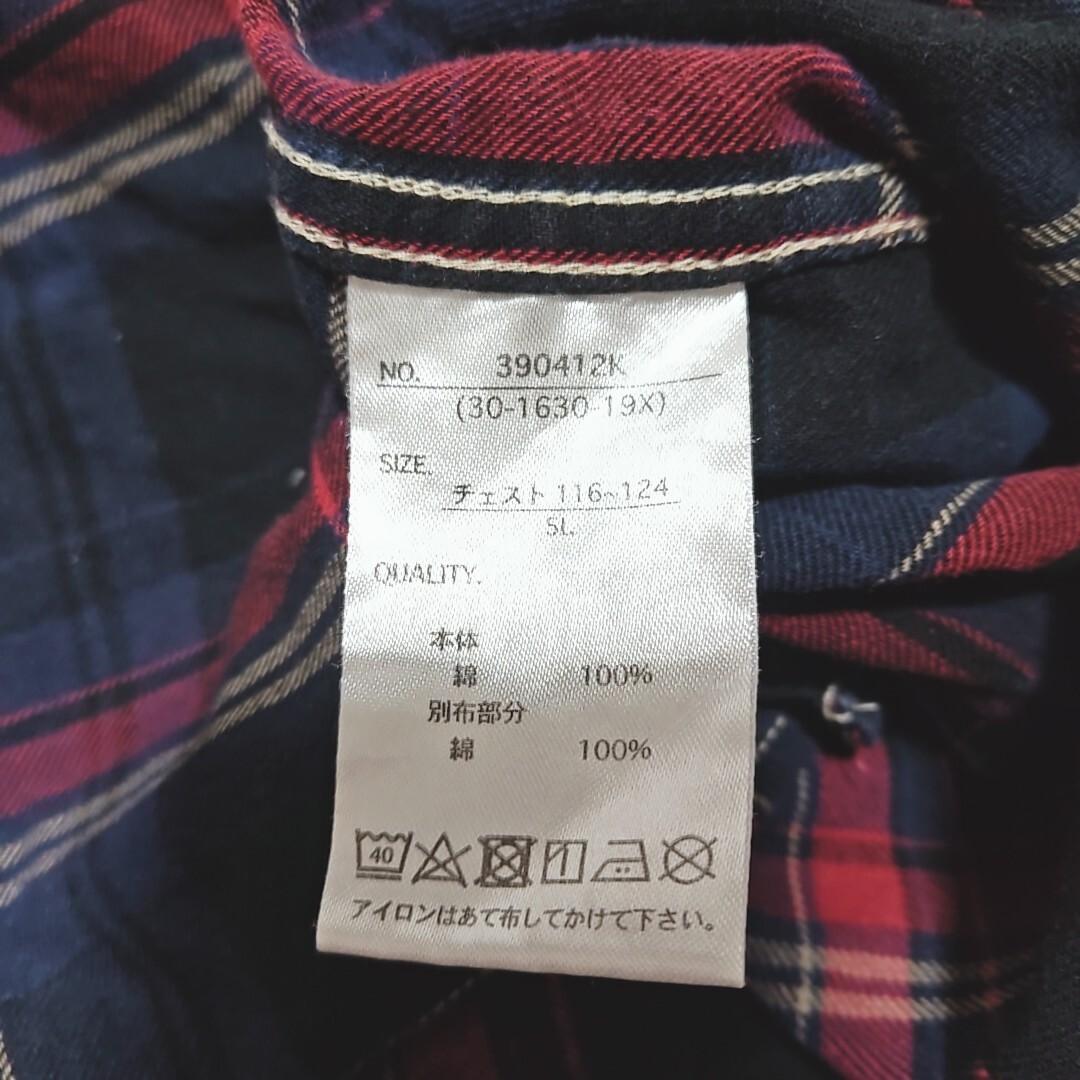 NO. 390412K
(30-1630-19X)
SIZE.
チェスト 116~124
5L
QUALITY.
本体
綿 100%
別布部分
綿 100%
40
アイロンはあて布してかけて下さい。